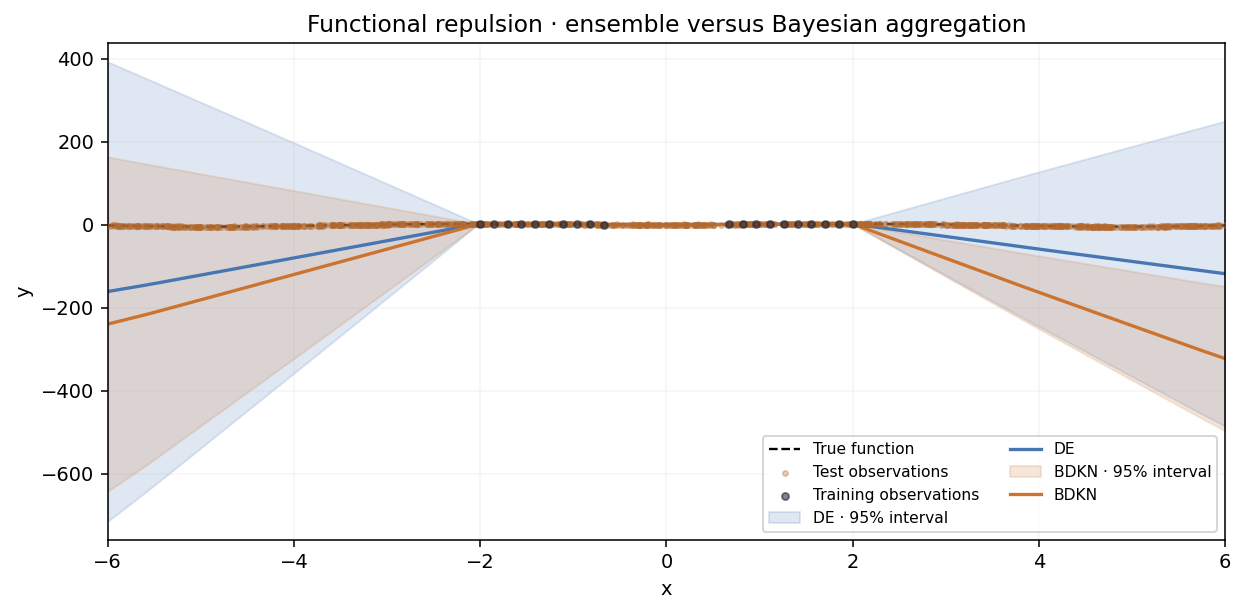 Functional repulsion · ensemble versus Bayesian aggregation
400
200
0
−200
−400
−600
y
−6
−4
−2
0
2
4
6
x
True function
Test observations
Training observations
DE · 95% interval
DE
BDKN · 95% interval
BDKN